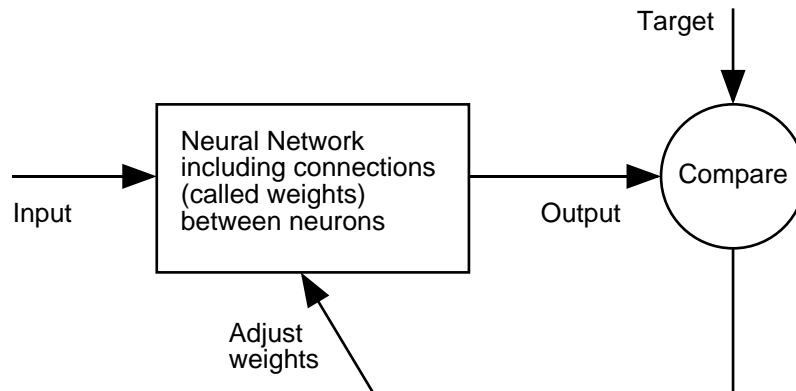 Target
Neural Network
including connections
(called weights)
between neurons
Compare
Input
Output
Adjust
weights